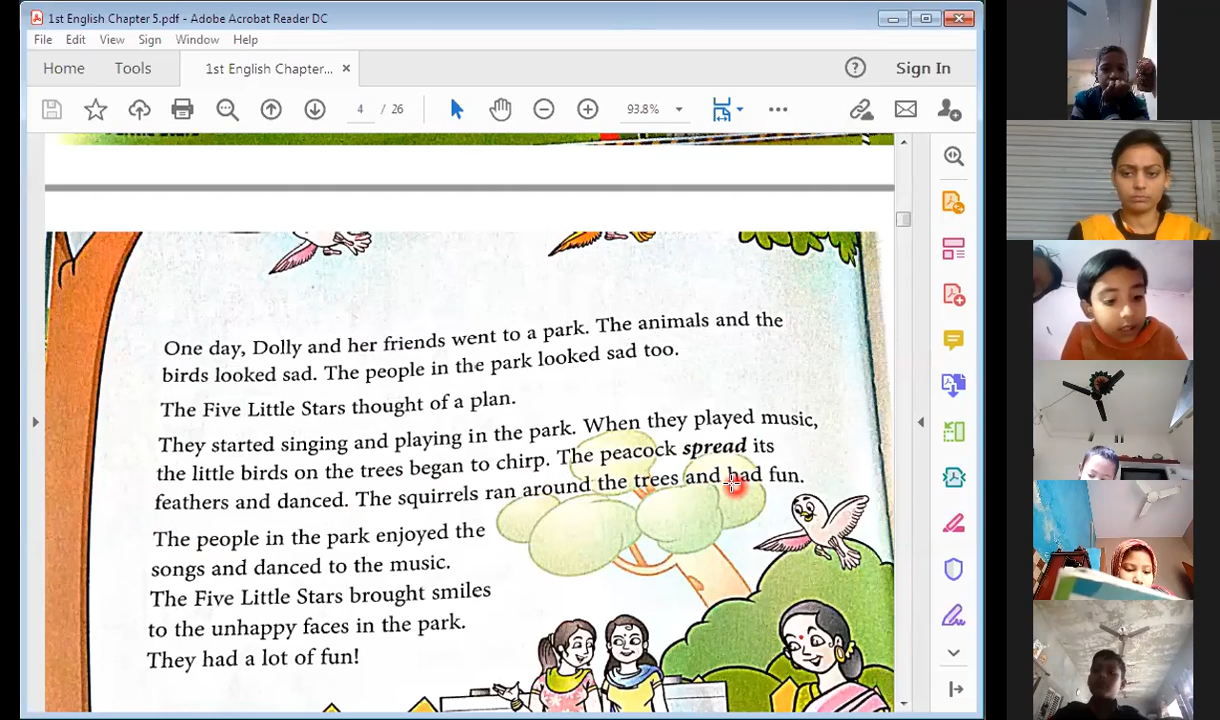 1st English Chapter 5.pdf - Adobe Acrobat Reader DC
File Edit View Sign Window Help
Home Tools 1st English Chapter... × Sign In
4 / 26 93.8%
One day, Dolly and her friends went to a park. The animals and the
birds looked sad. The people in the park looked sad too.
The Five Little Stars thought of a plan.
They started singing and playing in the park. When they played music,
the little birds on the trees began to chirp. The peacock spread its
feathers and danced. The squirrels ran around the trees and had fun.
The people in the park enjoyed the
songs and danced to the music.
The Five Little Stars brought smiles
to the unhappy faces in the park.
They had a lot of fun!